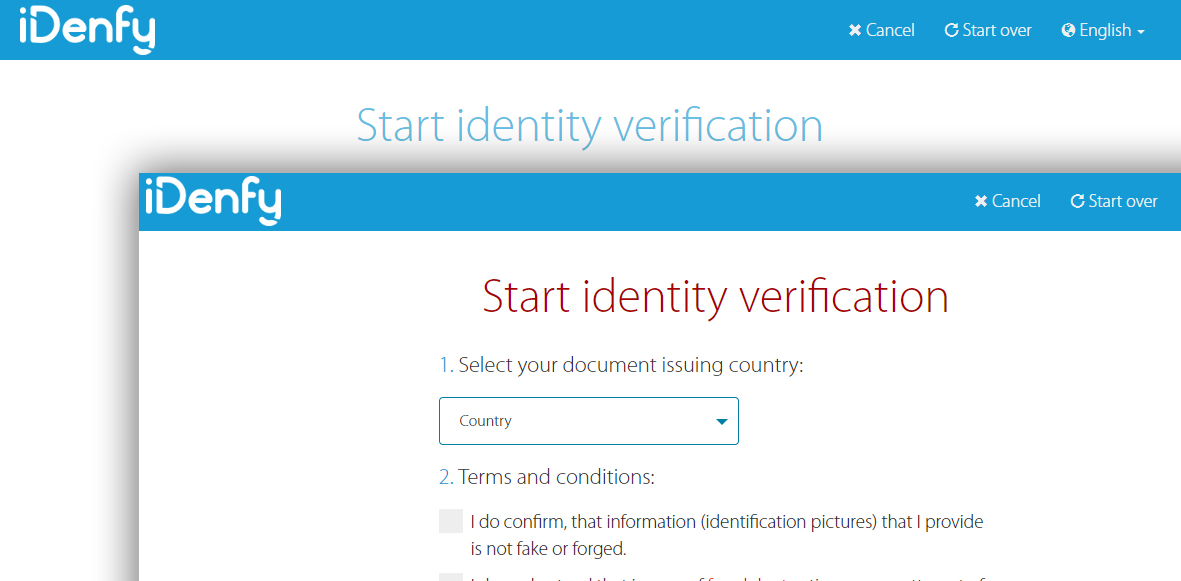 iDenfy
Cancel
Start over
English
Start identity verification
iDenfy
Cancel
Start over
Start identity verification
1. Select your document issuing country:
Country
2. Terms and conditions:
I do confirm, that information (identification pictures) that I provide
is not fake or forged.